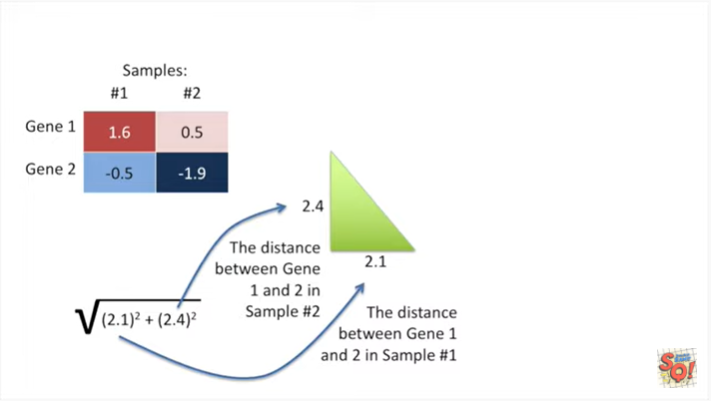 Samples:
#1 #2
Gene 1 1.6 0.5
Gene 2 -0.5 -1.9
2.4
2.1
The distance
between Gene
1 and 2 in
Sample #2
√(2.1)² + (2.4)²
The distance
between Gene 1
and 2 in Sample #1
SQ!